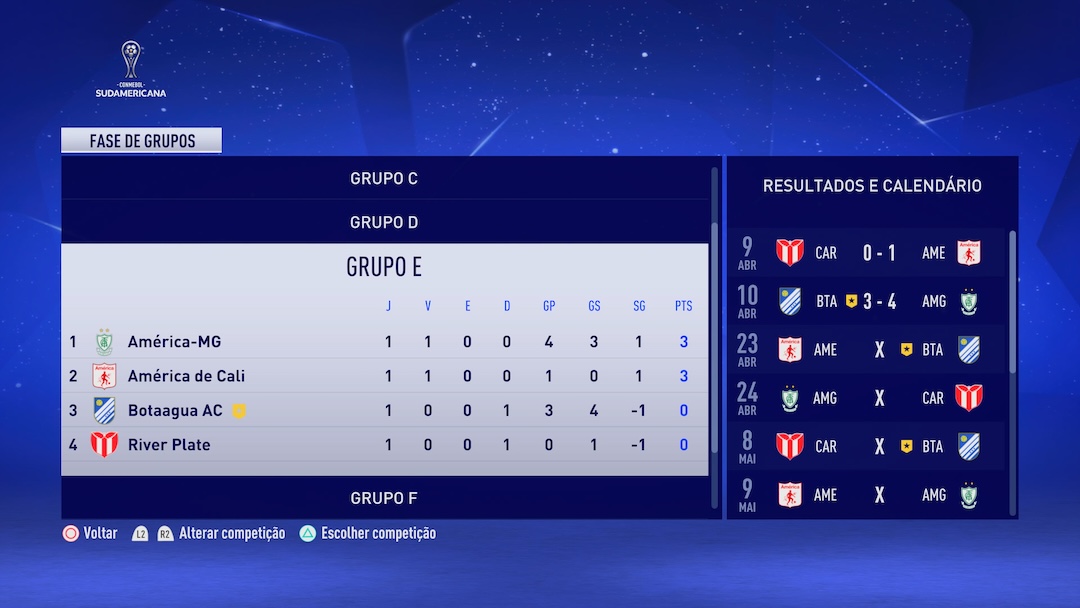 CONMEBOL
SUDAMERICANA
FASE DE GRUPOS
GRUPO C
GRUPO D
GRUPO E
J V E D GP GS SG PTS
1 América-MG 1 1 0 0 4 3 1 3
2 América de Cali 1 1 0 0 1 0 1 3
3 Botaagua AC 1 0 0 1 3 4 -1 0
4 River Plate 1 0 0 1 0 1 -1 0
GRUPO F
RESULTADOS E CALENDÁRIO
9 ABR CAR 0 - 1 AME
10 ABR BTA 3 - 4 AMG
23 ABR AME X BTA
24 ABR AMG X CAR
8 MAI CAR X BTA
9 MAI AME X AMG
Voltar L2 R2 Alterar competição Escolher competição